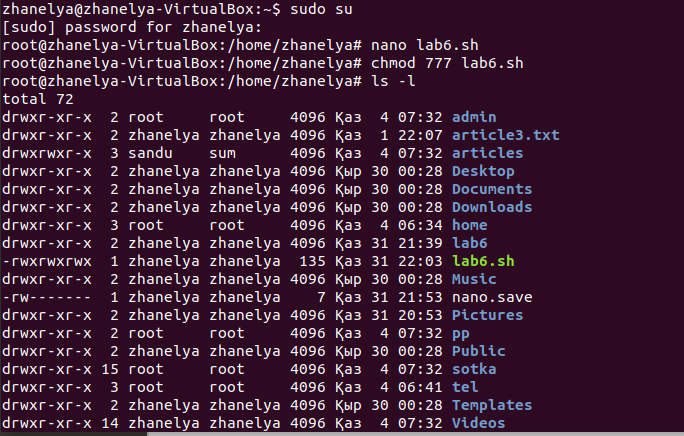 zhanelya@zhanelya-VirtualBox:~$ sudo su
[sudo] password for zhanelya:
root@zhanelya-VirtualBox:/home/zhanelya# nano lab6.sh
root@zhanelya-VirtualBox:/home/zhanelya# chmod 777 lab6.sh
root@zhanelya-VirtualBox:/home/zhanelya# ls -l
total 72
drwxr-xr-x  2 root     root     4096 Қаз  4 07:32 admin
drwxr-xr-x  2 zhanelya zhanelya 4096 Қаз  1 22:07 article3.txt
drwxrwxr-x  3 sandu    sum      4096 Қаз  4 07:32 articles
drwxr-xr-x  2 zhanelya zhanelya 4096 Қыр 30 00:28 Desktop
drwxr-xr-x  2 zhanelya zhanelya 4096 Қыр 30 00:28 Documents
drwxr-xr-x  2 zhanelya zhanelya 4096 Қыр 30 00:28 Downloads
drwxr-xr-x  3 root     root     4096 Қаз  4 06:34 home
drwxr-xr-x  2 zhanelya zhanelya 4096 Қаз 31 21:39 lab6
-rwxrwxrwx  1 zhanelya zhanelya  135 Қаз 31 22:03 lab6.sh
drwxr-xr-x  2 zhanelya zhanelya 4096 Қыр 30 00:28 Music
-rw-------  1 zhanelya zhanelya    7 Қаз 31 21:53 nano.save
drwxr-xr-x  2 zhanelya zhanelya 4096 Қаз 31 20:53 Pictures
drwxr-xr-x  2 root     root     4096 Қаз  4 07:32 pp
drwxr-xr-x  2 zhanelya zhanelya 4096 Қыр 30 00:28 Public
drwxr-xr-x 15 root     root     4096 Қаз  4 07:32 sotka
drwxr-xr-x  3 root     root     4096 Қаз  4 06:41 tel
drwxr-xr-x  2 zhanelya zhanelya 4096 Қыр 30 00:28 Templates
drwxr-xr-x 14 zhanelya zhanelya 4096 Қаз  4 07:32 Videos